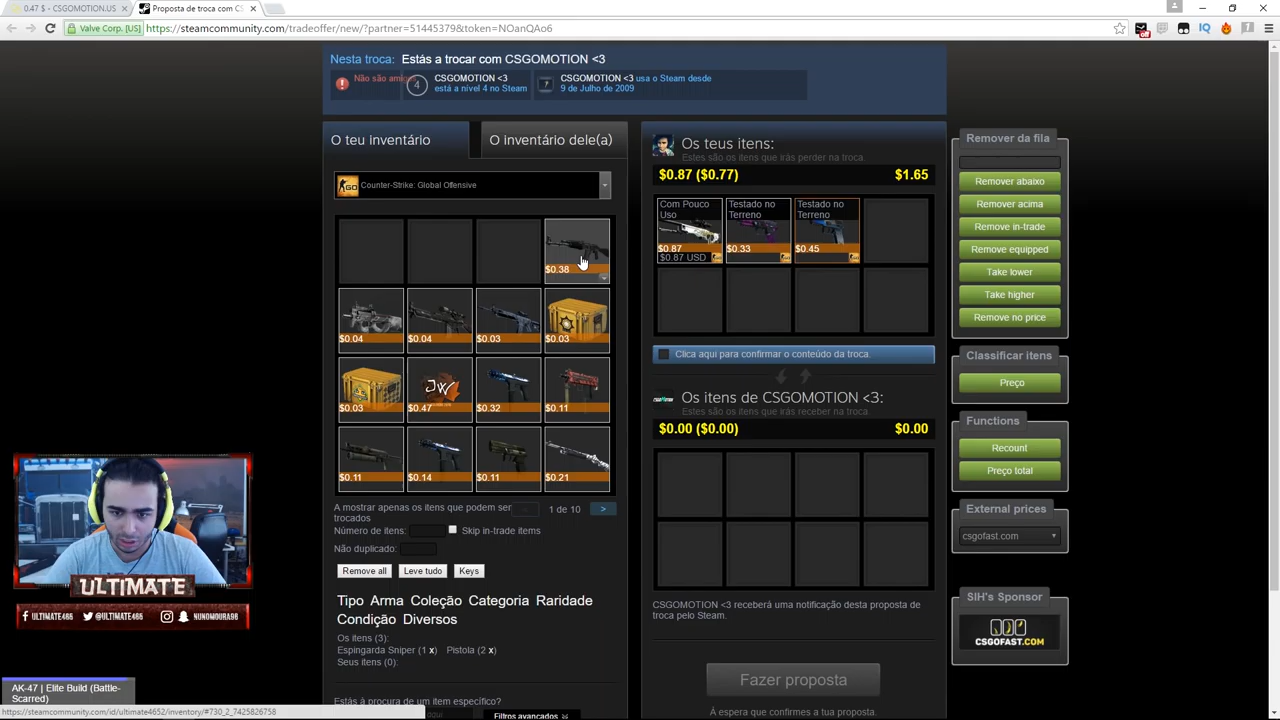 0.47 $ - CSGOMOTION.US
Proposta de troca com CS
Valve Corp. [US]
https://steamcommunity.com/tradeoffer/new/?partner=51445379&token=NOanQAo6
Nesta troca: Estás a trocar com CSGOMOTION <3
Não são amigos
4
CSGOMOTION <3
está a nível 4 no Steam
CSGOMOTION <3 usa o Steam desde
9 de Julho de 2009
O teu inventário
O inventário dele(a)
Counter-Strike: Global Offensive
$0.38
$0.04
$0.04
$0.03
$0.03
$0.03
JW
$0.47
$0.32
$0.11
$0.11
$0.14
$0.11
$0.21
A mostrar apenas os itens que podem ser
trocados
1 de 10
>
Número de itens:
Skip in-trade items
Não duplicado:
Remove all
Leve tudo
Keys
Tipo Arma Coleção Categoria Raridade
Condição Diversos
Os itens (3):
Espingarda Sniper (1 x) Pistola (2 x)
Seus itens (0):
Estás à procura de um item específico?
aqui
Filtros avançados
Os teus itens:
Estes são os itens que irás perder na troca.
$0.87 ($0.77)
$1.65
Com Pouco
Uso
$0.87
$0.87 USD
Testado no
Terreno
$0.33
Testado no
Terreno
$0.45
Clica aqui para confirmar o conteúdo da troca.
Os itens de CSGOMOTION <3:
Estes são os itens que irás receber na troca.
$0.00 ($0.00)
$0.00
CSGOMOTION <3 receberá uma notificação desta proposta de
troca pelo Steam.
Fazer proposta
À espera que confirmes a tua proposta.
Remover da fila
Remover abaixo
Remover acima
Remove in-trade
Remove equipped
Take lower
Take higher
Remove no price
Classificar itens
Preço
Functions
Recount
Preço total
External prices
csgofast.com
SIH's Sponsor
CSGOFAST.COM
ULTIMATE
ULTIMATE466
@ULTIMATE466
NUNOMOURA96
AK-47 | Elite Build (Battle-
Scarred)
https://steamcommunity.com/id/ultimate4652/inventory/#730_2_7425826758